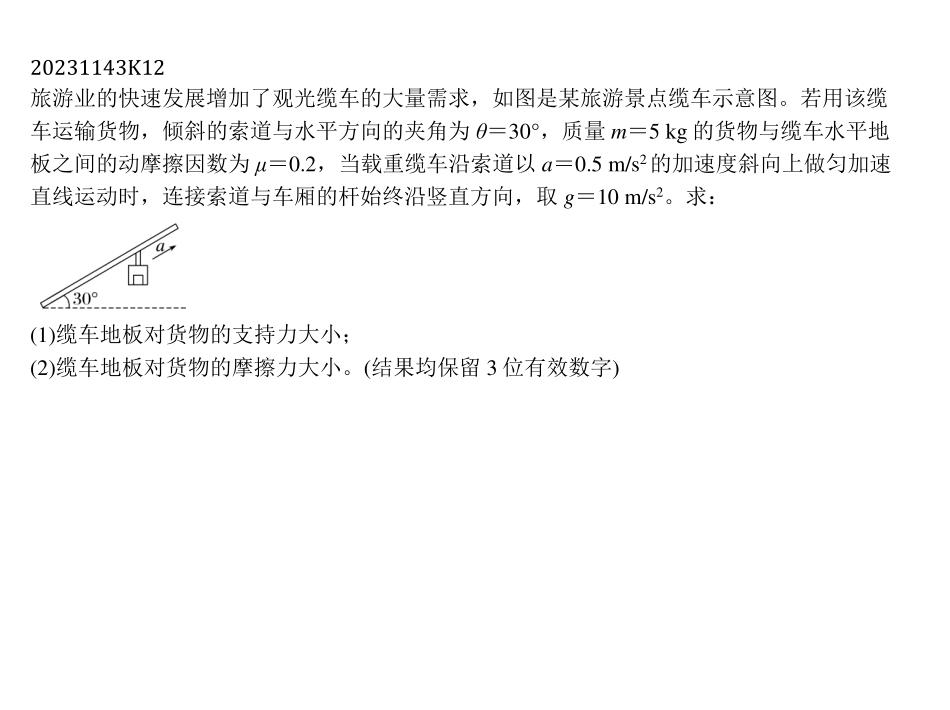 20231143K12
旅游业的快速发展增加了观光缆车的大量需求，如图是某旅游景点缆车示意图。若用该缆
车运输货物，倾斜的索道与水平方向的夹角为 θ＝30°，质量 m＝5 kg 的货物与缆车水平地
板之间的动摩擦因数为 μ＝0.2，当载重缆车沿索道以 a＝0.5 m/s²的加速度斜向上做匀加速
直线运动时，连接索道与车厢的杆始终沿竖直方向，取 g＝10 m/s²。求：
a
30°
(1)缆车地板对货物的支持力大小；
(2)缆车地板对货物的摩擦力大小。(结果均保留 3 位有效数字)